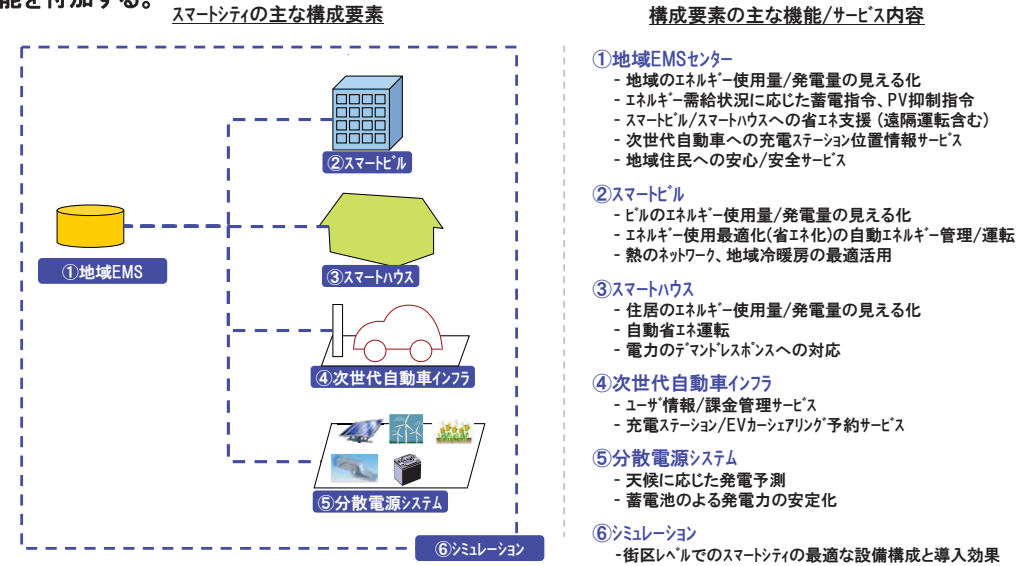 能を付加する。
ｽﾏｰﾄｼﾃｨの主な構成要素
①地域EMS
②ｽﾏｰﾄﾋﾞﾙ
③ｽﾏｰﾄﾊｳｽ
④次世代自動車ｲﾝﾌﾗ
⑤分散電源ｼｽﾃﾑ
⑥ｼﾐｭﾚｰｼｮﾝ
構成要素の主な機能/ｻｰﾋﾞｽ内容
①地域EMSｾﾝﾀｰ
- 地域のｴﾈﾙｷﾞｰ使用量/発電量の見える化
- ｴﾈﾙｷﾞｰ需給状況に応じた蓄電指令、PV抑制指令
- ｽﾏｰﾄﾋﾞﾙ/ｽﾏｰﾄﾊｳｽへの省エネ支援 (遠隔運転含む)
- 次世代自動車への充電ｽﾃｰｼｮﾝ位置情報ｻｰﾋﾞｽ
- 地域住民への安心/安全ｻｰﾋﾞｽ
②ｽﾏｰﾄﾋﾞﾙ
- ﾋﾞﾙのｴﾈﾙｷﾞｰ使用量/発電量の見える化
- ｴﾈﾙｷﾞｰ使用最適化(省エネ化)の自動エネルギー管理/運転
- 熱のﾈｯﾄﾜｰｸ、地域冷暖房の最適活用
③ｽﾏｰﾄﾊｳｽ
- 住居のｴﾈﾙｷﾞｰ使用量/発電量の見える化
- 自動省エネ運転
- 電力のﾃﾞﾏﾝﾄﾞﾚｽﾎﾟﾝｽへの対応
④次世代自動車ｲﾝﾌﾗ
- ﾕｰｻﾞ情報/課金管理ｻｰﾋﾞｽ
- 充電ｽﾃｰｼｮﾝ/EVｶｰｼｪｱﾘﾝｸﾞ予約ｻｰﾋﾞｽ
⑤分散電源ｼｽﾃﾑ
- 天候に応じた発電予測
- 蓄電池のよる発電力の安定化
⑥ｼﾐｭﾚｰｼｮﾝ
-街区ﾚﾍﾞﾙでのｽﾏｰﾄｼﾃｨの最適な設備構成と導入効果